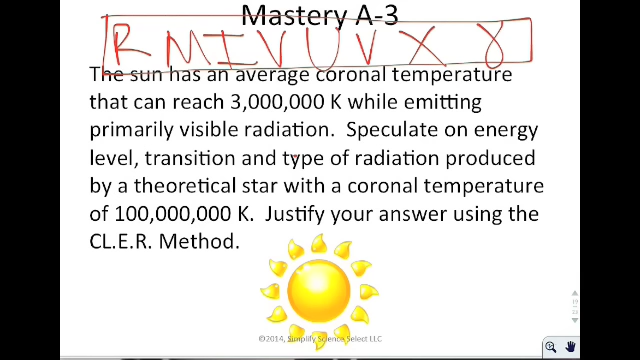 Mastery A-3
R M I V U V X γ
The sun has an average coronal temperature
that can reach 3,000,000 K while emitting
primarily visible radiation.  Speculate on energy
level, transition and type of radiation produced
by a theoretical star with a coronal temperature
of 100,000,000 K.  Justify your answer using the
CL.E.R. Method.
©2014, Simplify Science Select LLC